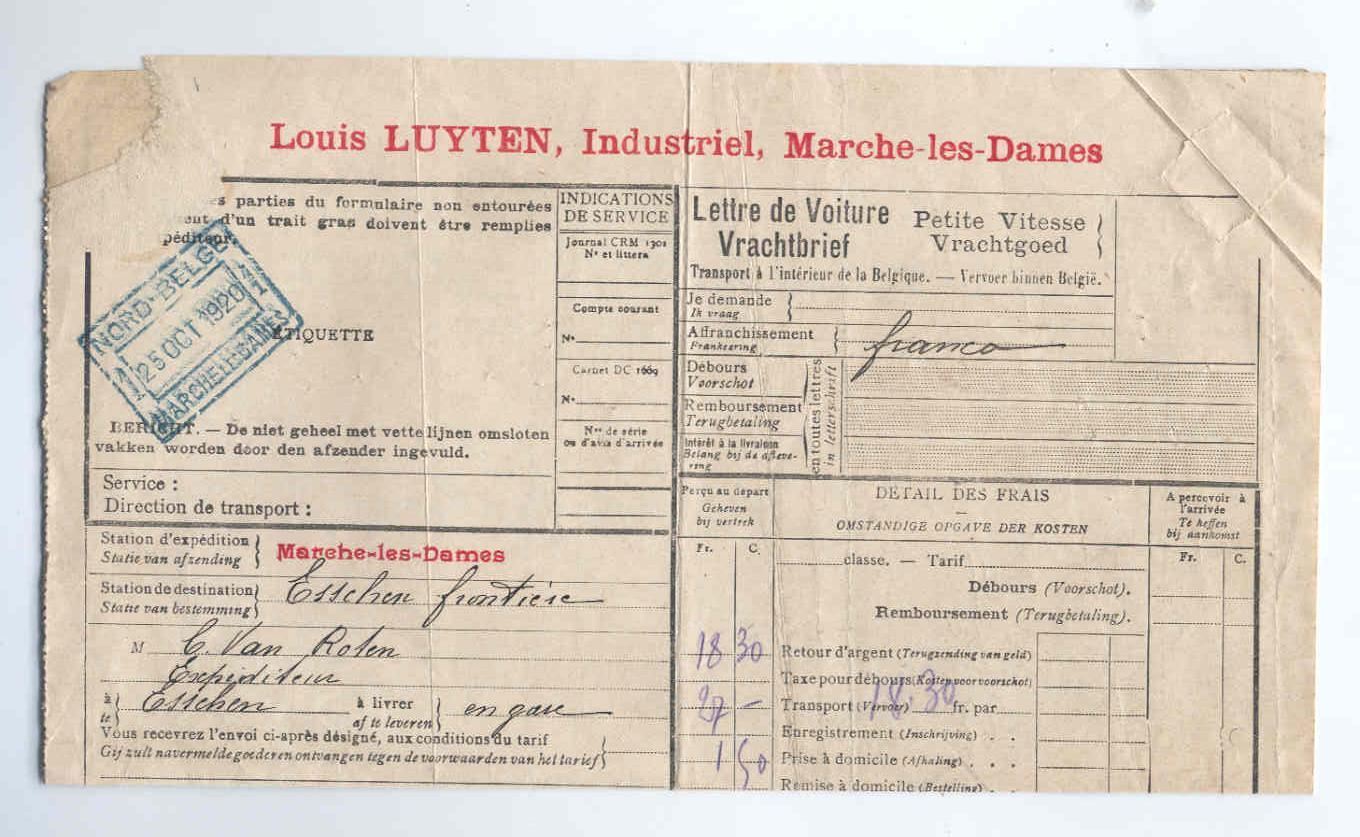 Louis LUYTEN, Industriel, Marche-les-Dames
es parties du formulaire non entourées
ent d'un trait gras doivent être remplies
péditeur.
NORD-BELGE
1 1
25 OCT 1920
MARCHE LES DAMES
ETIQUETTE
BERICHT. — De niet geheel met vette lijnen omsloten
vakken worden door den afzender ingevuld.
Service :
Direction de transport :
INDICATIONS
DE SERVICE
Journal CRM 1301
N° et littera
Compte courant
N°
Carnet DC 1669
N°
Nos de série
ou d'avis d'arrivée
Lettre de Voiture
Vrachtbrief
Petite Vitesse
Vrachtgoed
Transport à l'intérieur de la Belgique. — Vervoer binnen België.
Je demande
Ik vraag
Affranchissement
Frankeering
franco
Débours
Voorschot
Remboursement
Terugbetaling
Intérêt à la livraison
Belang bij de afleve-
ring
en toutes lettres
in letterschrift
Station d'expédition
Statie van afzending
Marche-les-Dames
Station de destination
Statie van bestemming
Esschen frontière
M C. Van Roten
Expéditeur
à Esschen à livrer en gare
te af te leveren
Vous recevrez l'envoi ci-après désigné, aux conditions du tarif
Gij zult navermelde goederen ontvangen tegen de voorwaarden van het tarief
Perçu au départ
Geheven
bij vertrek
DETAIL DES FRAIS
OMSTANDIGE OPGAVE DER KOSTEN
A percevoir à
l'arrivée
Te heffen
bij aankomst
Fr. C.
Fr. C.
classe. — Tarif
Débours (Voorschot).
Remboursement (Terugbetaling).
18 30 Retour d'argent (Terugzending van geld)
Taxe pour débours (Kosten voor voorschot)
27 — Transport (Vervoer) 18.30 fr. par
Enregistrement (Inschrijving) . .
1 50 Prise à domicile (Afhaling) . . .
Remise à domicile (Bestelling) .